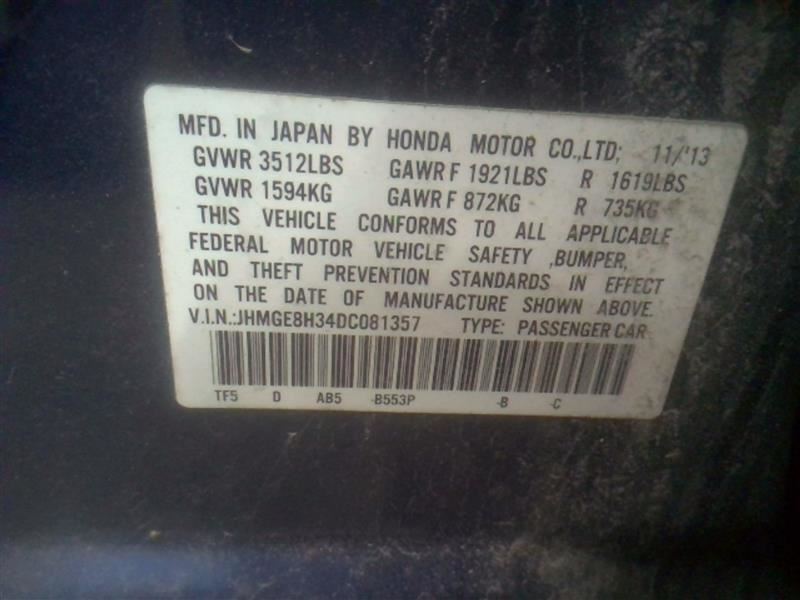 MFD. IN JAPAN BY HONDA MOTOR CO.,LTD; 11/'13
GVWR 3512LBS GAWR F 1921LBS R 1619LBS
GVWR 1594KG GAWR F 872KG R 735KG
THIS VEHICLE CONFORMS TO ALL APPLICABLE
FEDERAL MOTOR VEHICLE SAFETY ,BUMPER,
AND THEFT PREVENTION STANDARDS IN EFFECT
ON THE DATE OF MANUFACTURE SHOWN ABOVE.
V.I.N.:JHMGE8H34DC081357 TYPE: PASSENGER CAR
TF5 D AB5 -B553P -B -C